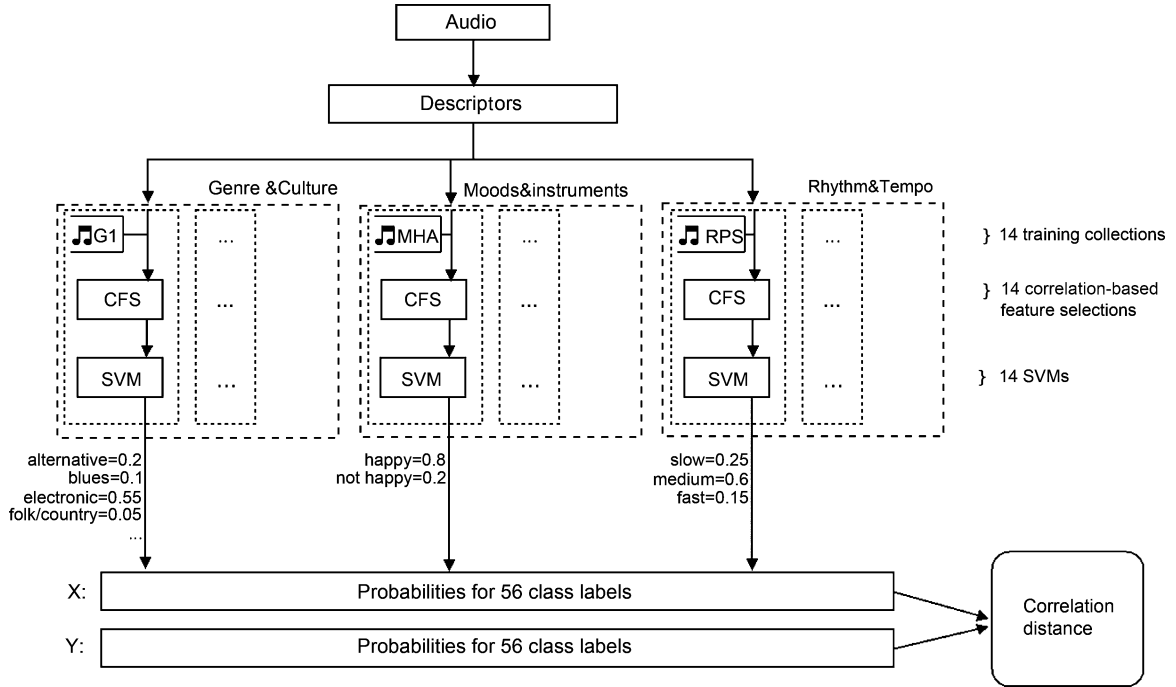 Audio
Descriptors
Genre &Culture
Moods&instruments
Rhythm&Tempo
G1
...
MHA
...
RPS
...
} 14 training collections
CFS
...
CFS
...
CFS
...
} 14 correlation-based
feature selections
SVM
...
SVM
...
SVM
...
} 14 SVMs
alternative=0.2
blues=0.1
electronic=0.55
folk/country=0.05
...
happy=0.8
not happy=0.2
slow=0.25
medium=0.6
fast=0.15
X:
Probabilities for 56 class labels
Y:
Probabilities for 56 class labels
Correlation
distance